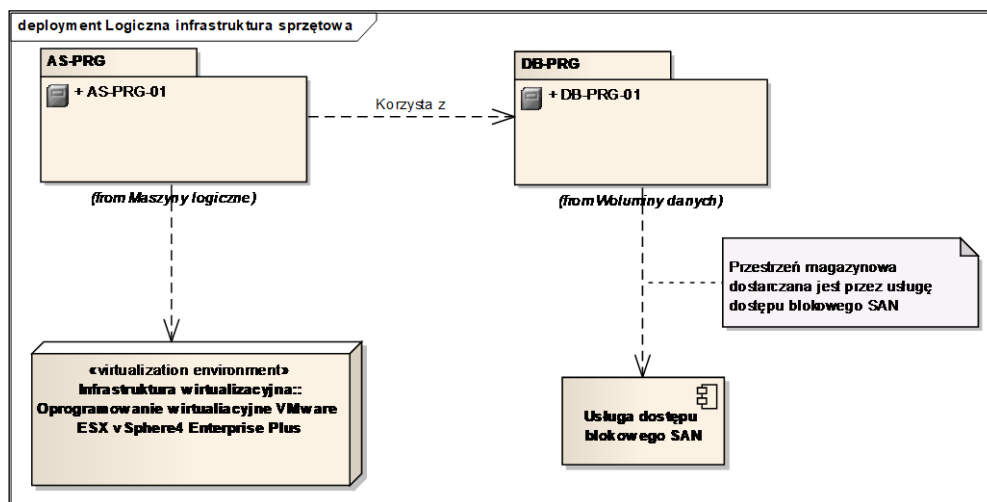 deployment Logiczna infrastruktura sprzętowa
AS-PRG
+ AS-PRG-01
Korzysta z
DB-PRG
+ DB-PRG-01
(from Maszyny logiczne)
(from Woluminy danych)
Przestrzeń magazynowa
dostarczana jest przez usługę
dostępu blokowego SAN
«virtualization environment»
Infrastruktura wirtualizacyjna::
Oprogramowanie wirtualiacyjne VMware
ESX vSphere4 Enterprise Plus
Usługa dostępu
blokowego SAN